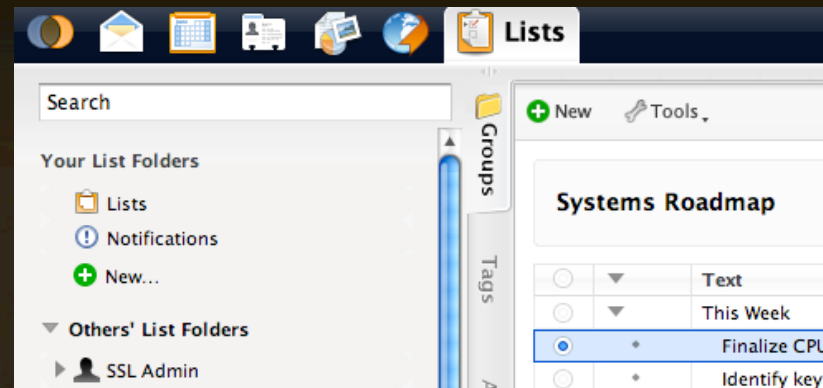 Lists
Search
Your List Folders
Lists
Notifications
New...
Others' List Folders
SSL Admin
Groups
Tags
New
Tools
Systems Roadmap
Text
This Week
Finalize CPU
Identify key